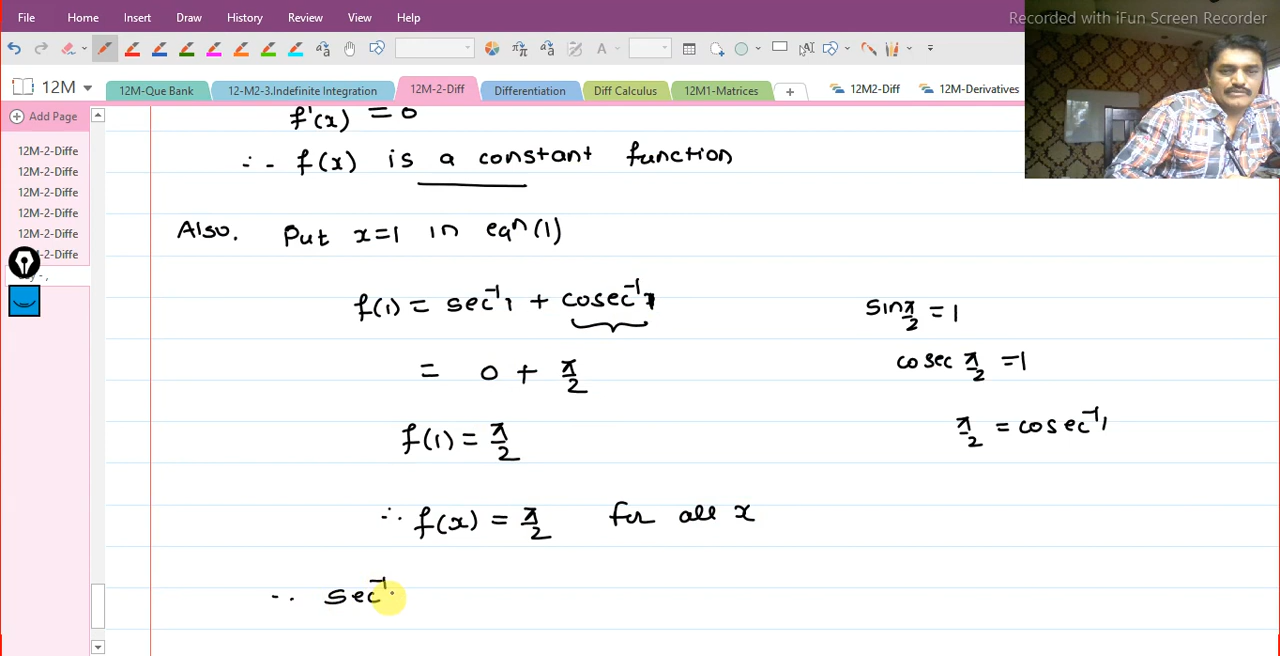 File Home Insert Draw History Review View Help
Recorded with iFun Screen Recorder
12M 12M-Que Bank 12-M2-3.Indefinite Integration 12M-2-Diff Differentiation Diff Calculus 12M1-Matrices 12M2-Diff 12M-Derivatives
Add Page
12M-2-Diffe
12M-2-Diffe
12M-2-Diffe
12M-2-Diffe
12M-2-Diffe
M-2-Diffe
f'(x) = 0
∴ f(x) is a constant function
Also. Put x=1 in eqn(1)
f(1) = sec⁻¹1 + cosec⁻¹1
= 0 + π/2
f(1) = π/2
∴ f(x) = π/2 for all x
∴ sec⁻¹
sin π/2 = 1
cosec π/2 = 1
π/2 = cosec⁻¹1